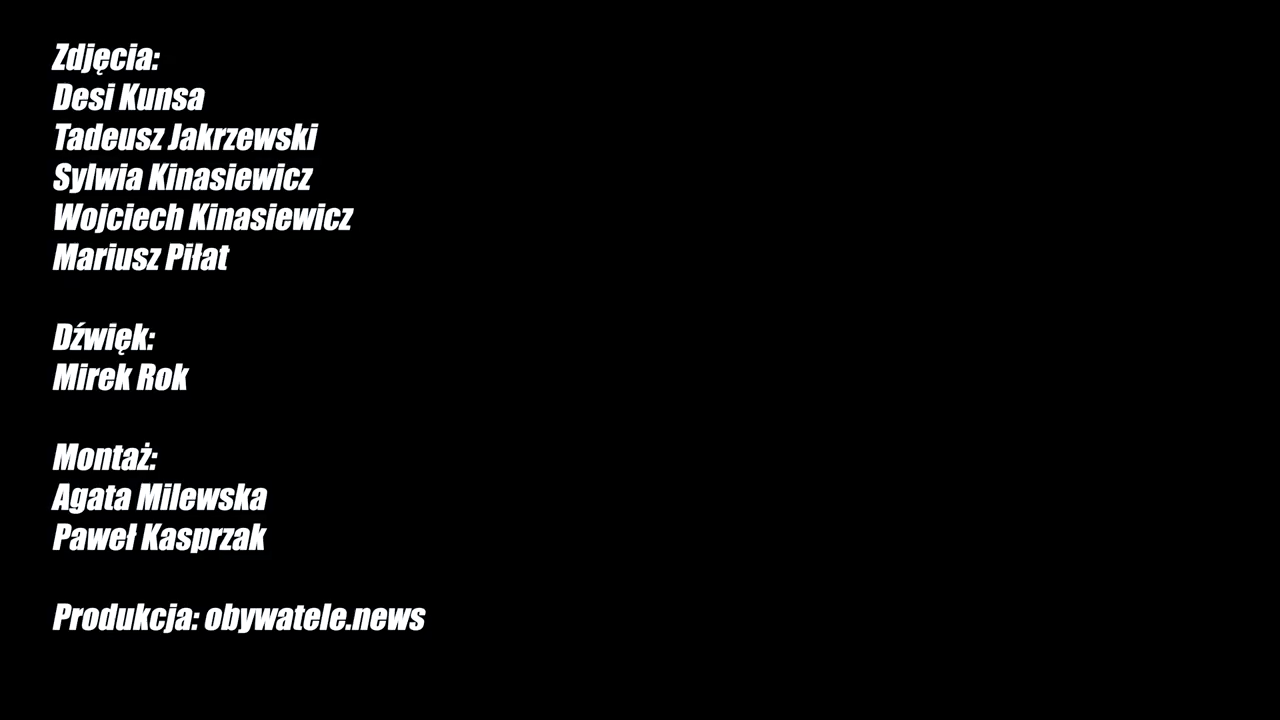 Zdjęcia:
Desi Kunsa
Tadeusz Jakrzewski
Sylwia Kinasiewicz
Wojciech Kinasiewicz
Mariusz Piłat
Dźwięk:
Mirek Rok
Montaż:
Agata Milewska
Paweł Kasprzak
Produkcja: obywatele.news